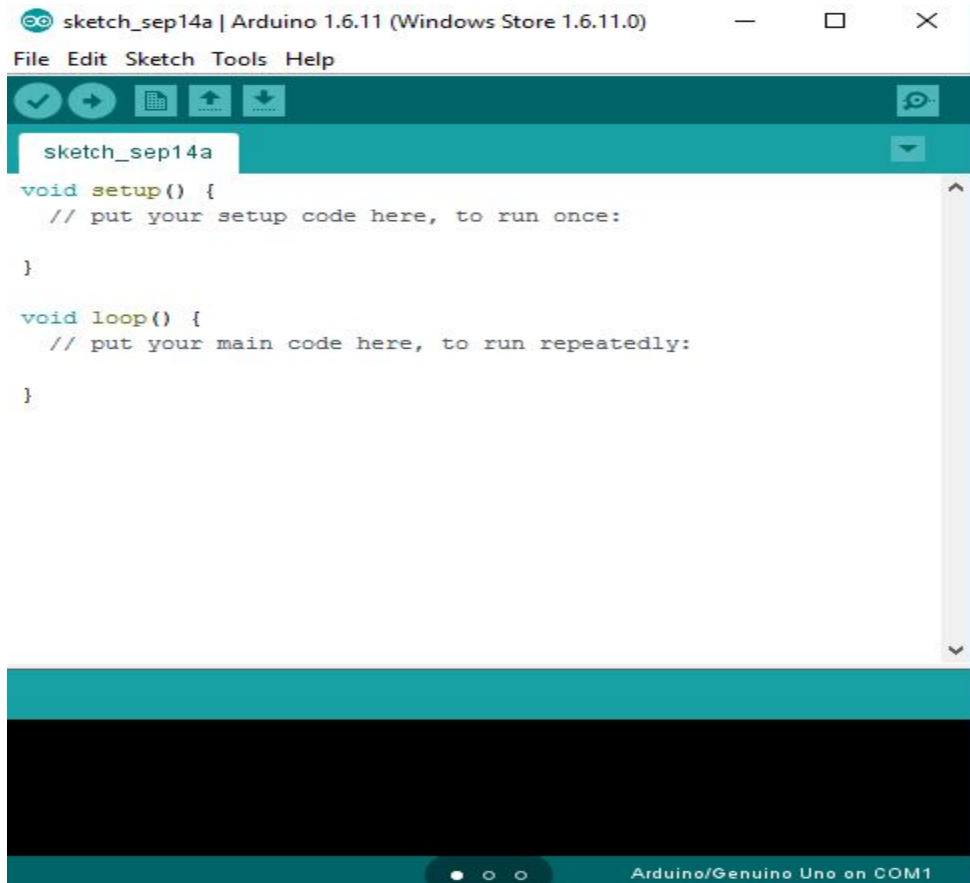 sketch_sep14a | Arduino 1.6.11 (Windows Store 1.6.11.0)
File Edit Sketch Tools Help
sketch_sep14a
void setup() {
  // put your setup code here, to run once:

}

void loop() {
  // put your main code here, to run repeatedly:

}
Arduino/Genuino Uno on COM1